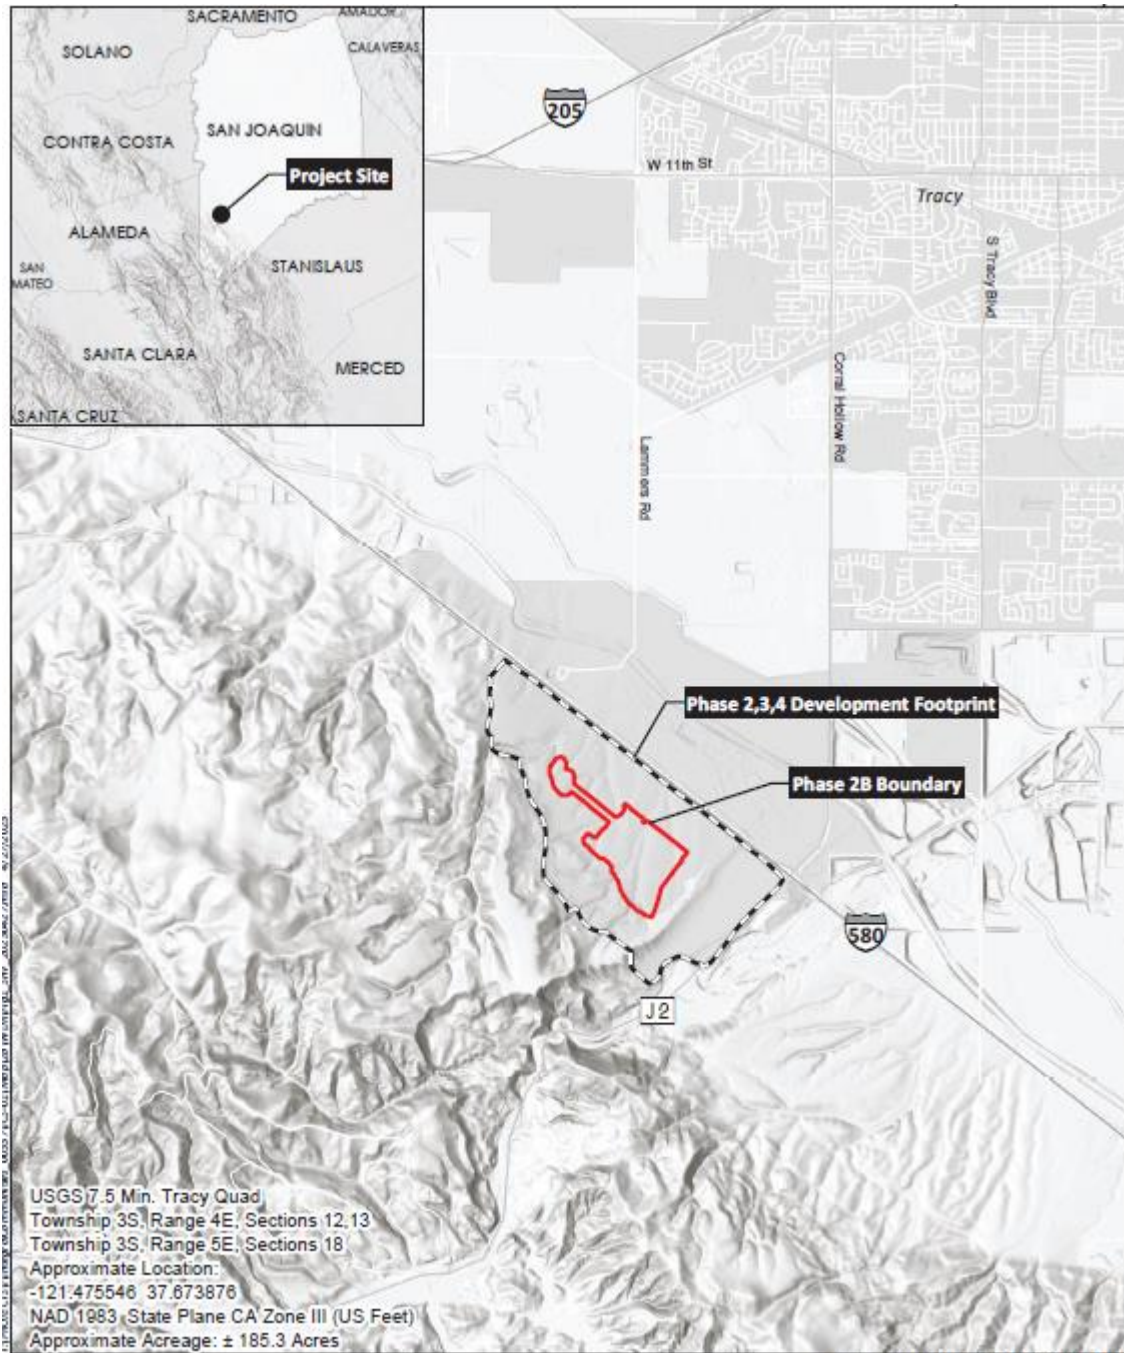 SACRAMENTO
AMADOR
SOLANO
CALAVERAS
CONTRA COSTA
SAN JOAQUIN
Project Site
ALAMEDA
STANISLAUS
SAN
MATEO
SANTA CLARA
MERCED
SANTA CRUZ
205
W 11th St
Tracy
S Tracy Blvd
Corral Hollow Rd
Lammers Rd
Phase 2,3,4 Development Footprint
Phase 2B Boundary
580
J2
USGS 7.5 Min. Tracy Quad
Township 3S, Range 4E, Sections 12,13
Township 3S, Range 5E, Sections 18
Approximate Location:
-121.475546 37.673876
NAD 1983 State Plane CA Zone III (US Feet)
Approximate Acreage: ± 185.3 Acres